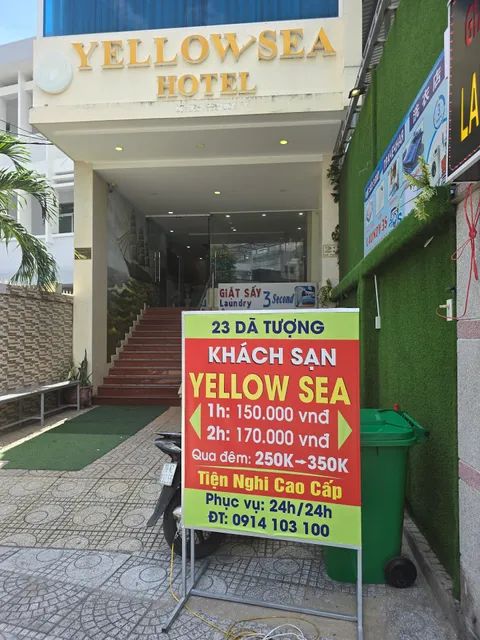 YELLOW SEA
HOTEL
GIẶT SẤY
Laundry
3 Second
23 DÃ TƯỢNG
KHÁCH SẠN
YELLOW SEA
1h: 150.000 vnđ
2h: 170.000 vnđ
Qua đêm: 250K→350K
Tiện Nghi Cao Cấp
Phục vụ: 24h/24h
ĐT: 0914 103 100
LA